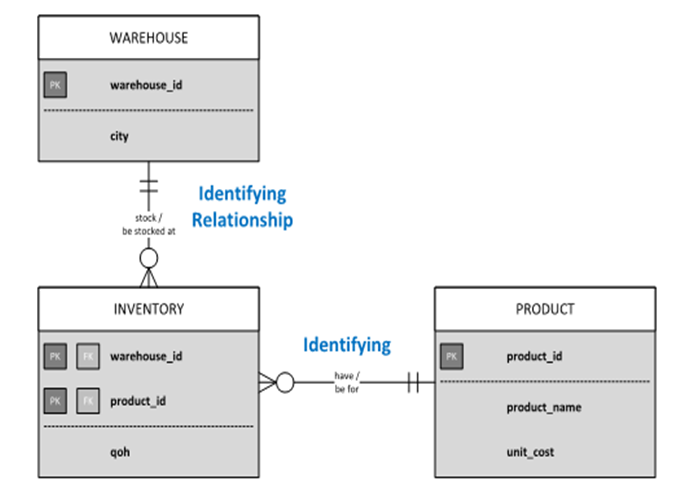 WAREHOUSE
PK warehouse_id
city
Identifying
Relationship
stock /
be stocked at
INVENTORY
PK FK warehouse_id
PK FK product_id
qoh
Identifying
have /
be for
PRODUCT
PK product_id
product_name
unit_cost